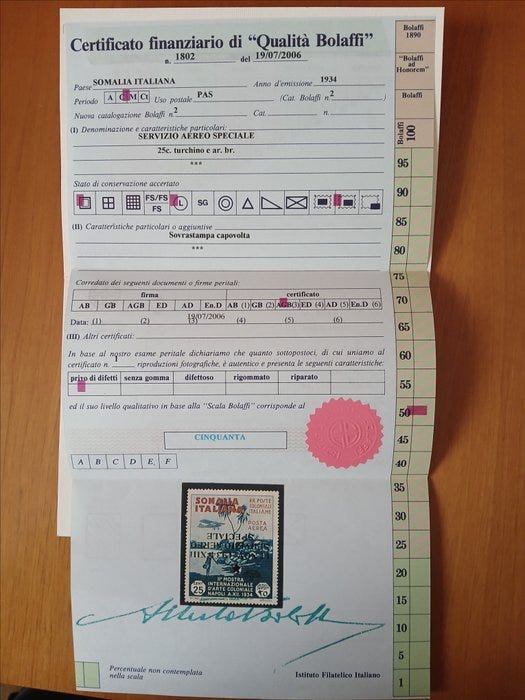 Certificato finanziario di "Qualità Bolaffi"
n. 1802 del 19/07/2006
Paese SOMALIA ITALIANA Anno d'emissione 1934
Periodo A C M Ct Uso postale PAS (Cat. Bolaffi n. 2 )
Nuova catalogazione Bolaffi n. 2 Cat. n.
(I) Denominazione e caratteristiche particolari:
SERVIZIO AEREO SPECIALE
25c. turchino e ar. br.
***
Stato di conservazione accertato
FS/FS
FS
L
SG
(II) Caratteristiche particolari o aggiuntive
Sovrastampa capovolta
***
Corredato dei seguenti documenti o firme peritali:
firma certificato
AB GB AGB ED AD En.D AB (1) GB (2) AGB(3) ED (4) AD (5) En.D (6)
19/07/2006
Data: (1) (2) (3) (4) (5) (6)
(III) Altri certificati:
In base al nostro esame peritale dichiariamo che quanto sottopostoci, di cui uniamo al
certificato n. 1 riproduzioni fotografiche, è autentico e presenta le seguenti caratteristiche:
privo di difetti senza gomma difettoso rigommato riparato
ed il suo livello qualitativo in base alla "Scala Bolaffi" corrisponde al
CINQUANTA
A B C D E F
SOMALIA
ITALIANA
R.R. POSTE
COLONIALI
ITALIANE
POSTA
AEREA
SPECIALE
IIª MOSTRA
INTERNAZIONALE
D'ARTE COLONIALE
NAPOLI A.XII. 1934
25
15
Percentuale non contemplata
nella scala
Istituto Filatelico Italiano
Bolaffi
1890
"Bolaffi
ad
Honorem"
Bolaffi
Bolaffi
100
95
90
85
80
75
70
65
60
55
50
45
40
35
30
25
20
15
10
5
1